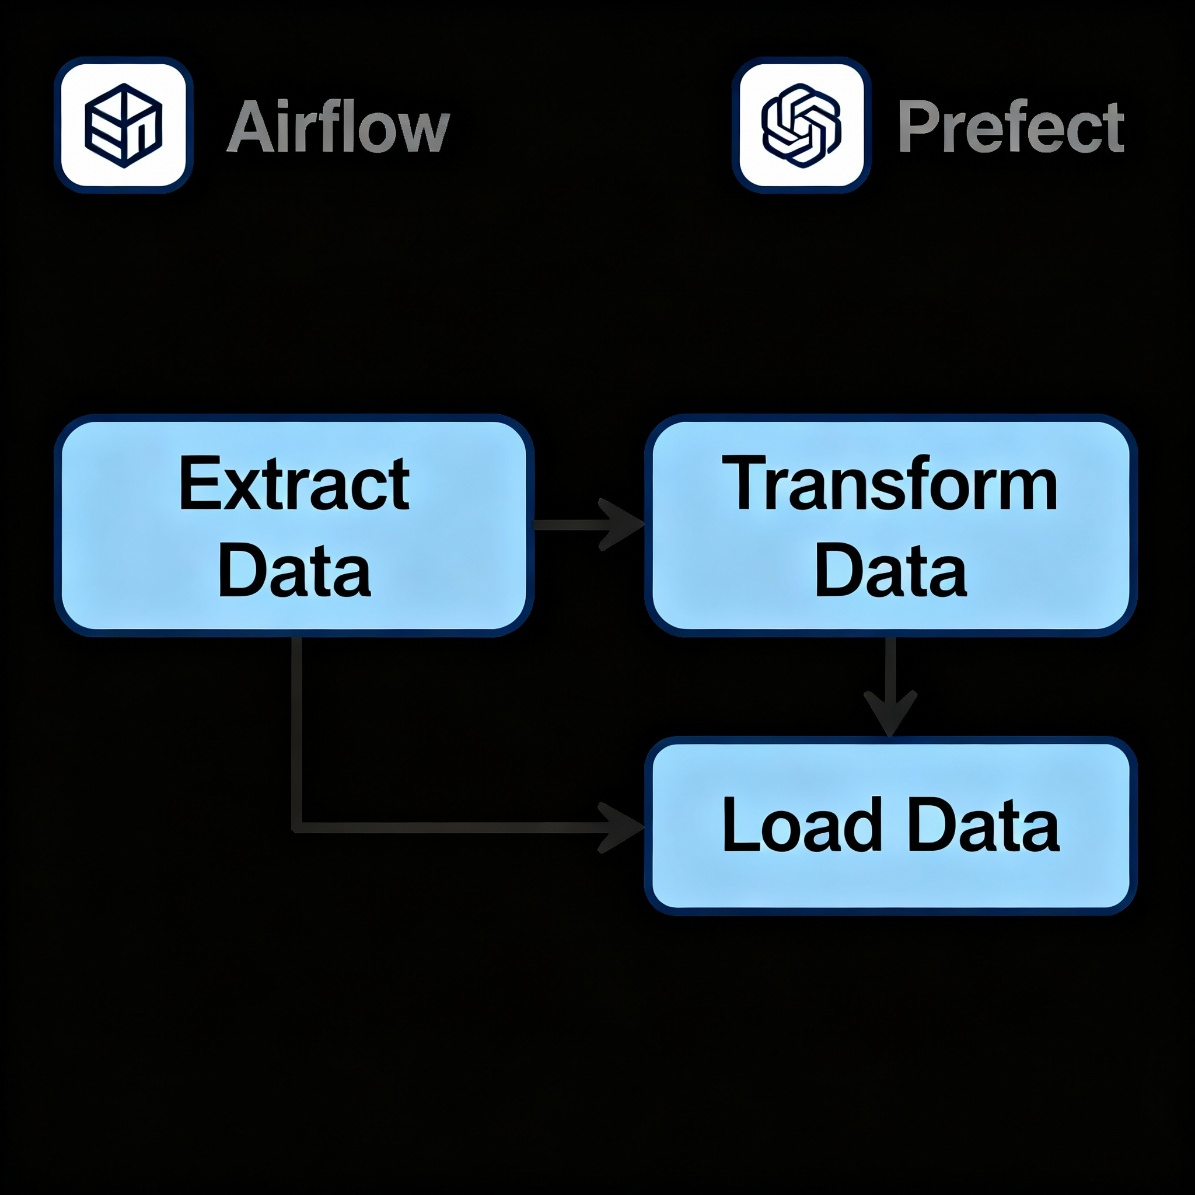 Airflow
Prefect
Extract
Data
Transform
Data
Load Data